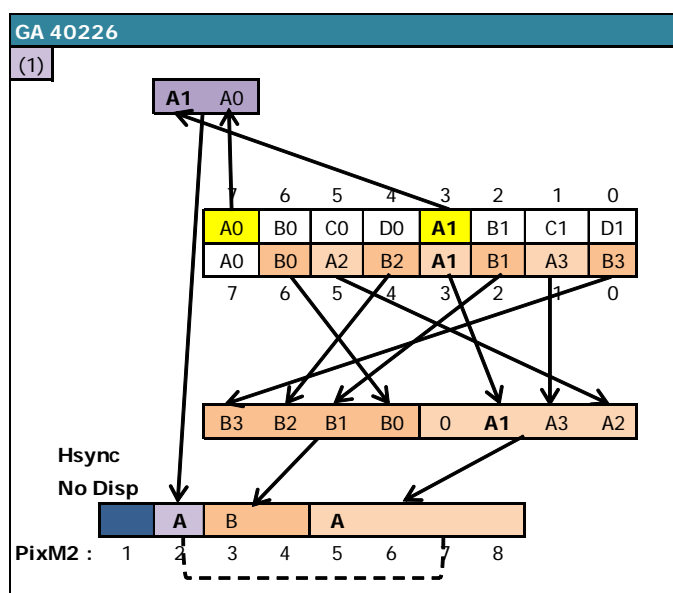 GA 40226
(1)
A1 A0
7 6 5 4 3 2 1 0
A0 B0 C0 D0 A1 B1 C1 D1
A0 B0 A2 B2 A1 B1 A3 B3
7 6 5 4 3 2 1 0
B3 B2 B1 B0 0 A1 A3 A2
Hsync
No Disp
A B A
PixM2 : 1 2 3 4 5 6 7 8